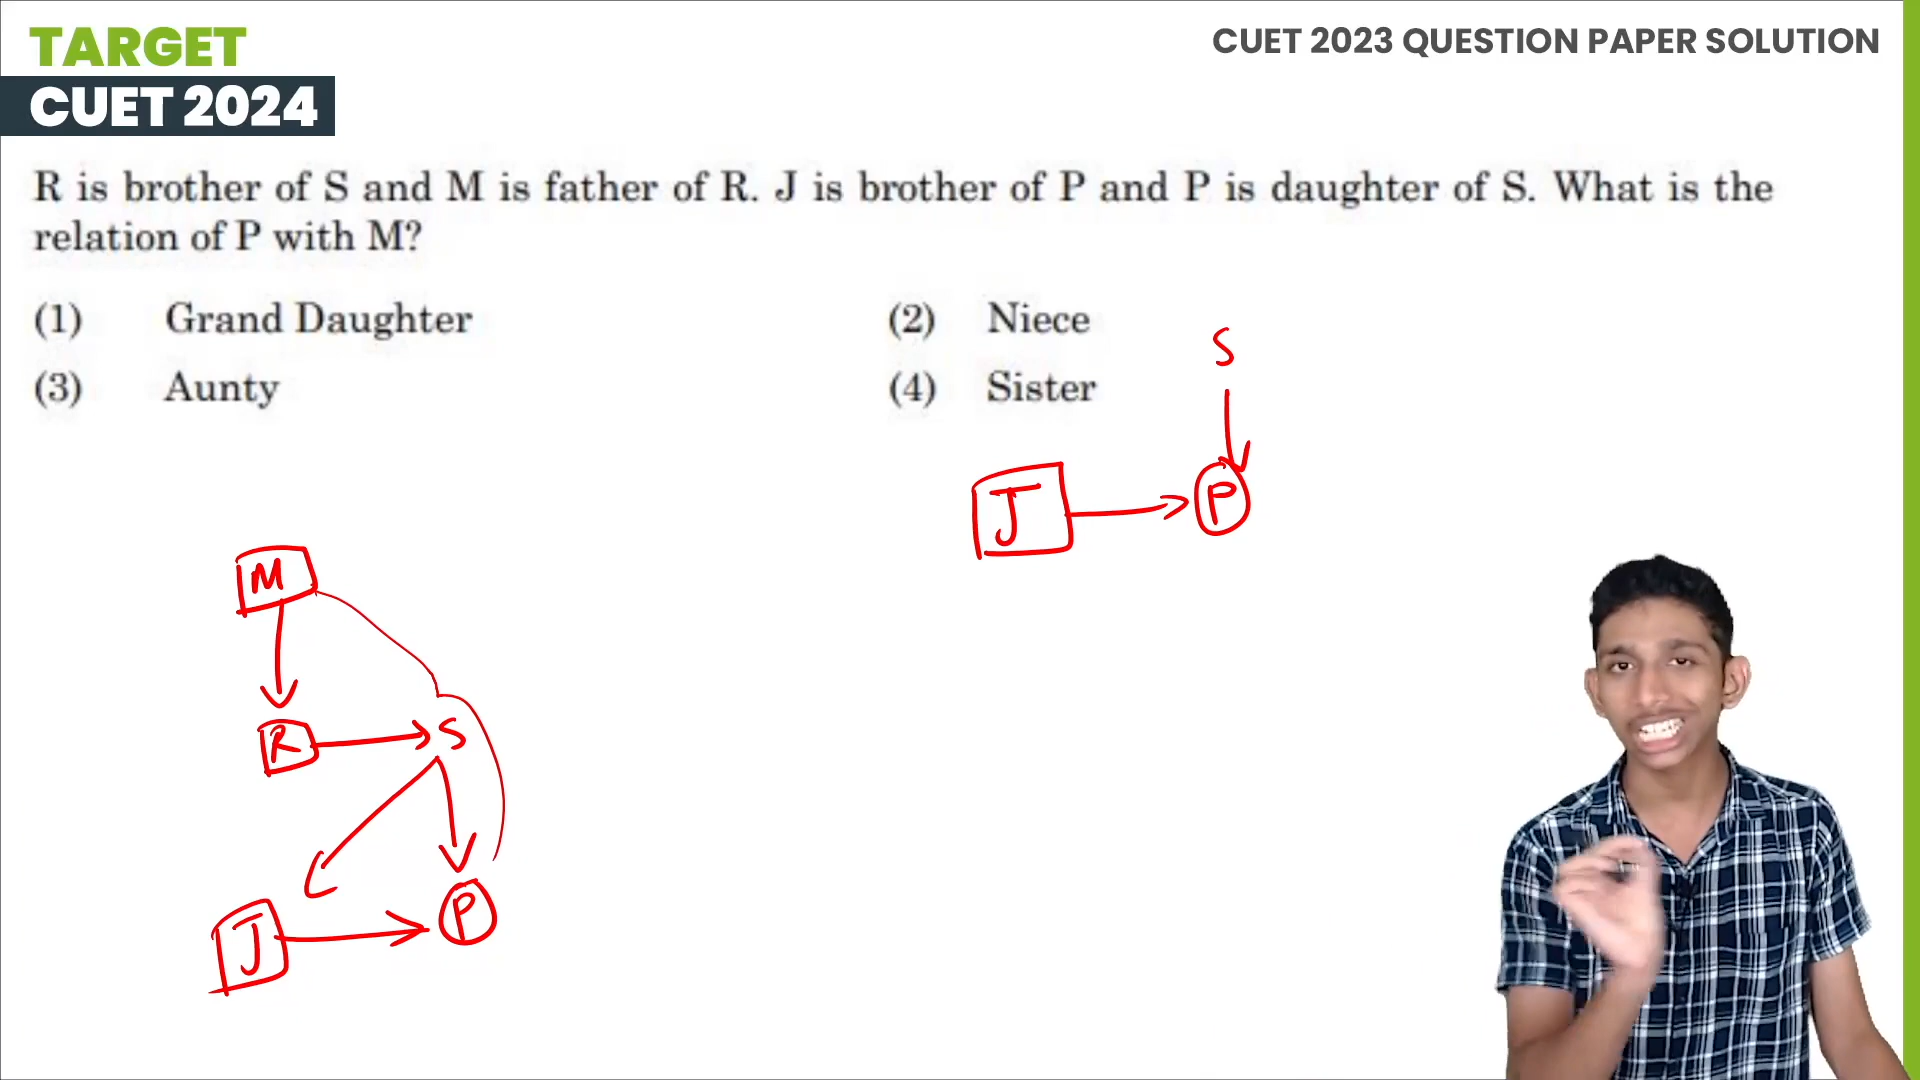 TARGET
CUET 2024
CUET 2023 QUESTION PAPER SOLUTION
R is brother of S and M is father of R. J is brother of P and P is daughter of S. What is the
relation of P with M?
(1) Grand Daughter
(2) Niece
(3) Aunty
(4) Sister
S
J P
M
R S
J P